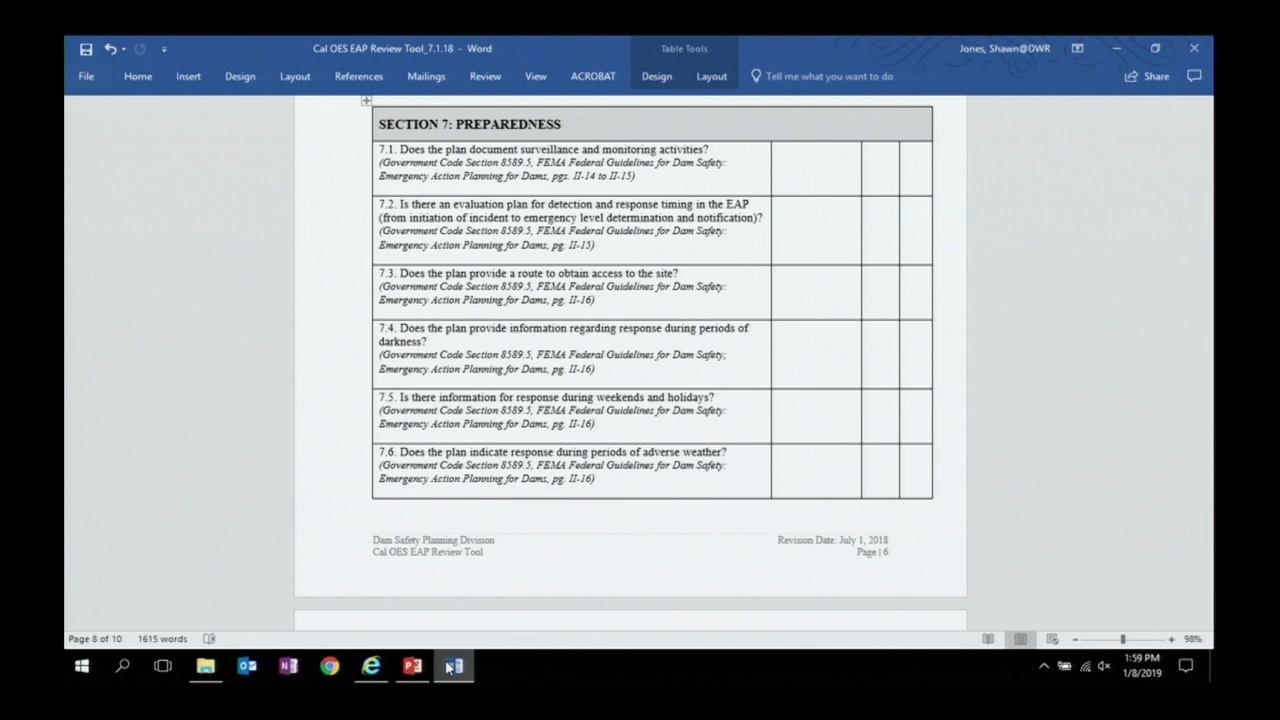 Cal OES EAP Review Tool_7.1.18 - Word
Table Tools
Jones, Shawn@DWR
File Home Insert Design Layout References Mailings Review View ACROBAT Design Layout Tell me what you want to do Share
SECTION 7: PREPAREDNESS
7.1. Does the plan document surveillance and monitoring activities?
(Government Code Section 8589.5, FEMA Federal Guidelines for Dam Safety:
Emergency Action Planning for Dams, pgs. II-14 to II-15)
7.2. Is there an evaluation plan for detection and response timing in the EAP
(from initiation of incident to emergency level determination and notification)?
(Government Code Section 8589.5, FEMA Federal Guidelines for Dam Safety:
Emergency Action Planning for Dams, pg. II-15)
7.3. Does the plan provide a route to obtain access to the site?
(Government Code Section 8589.5, FEMA Federal Guidelines for Dam Safety:
Emergency Action Planning for Dams, pg. II-16)
7.4. Does the plan provide information regarding response during periods of
darkness?
(Government Code Section 8589.5, FEMA Federal Guidelines for Dam Safety;
Emergency Action Planning for Dams, pg. II-16)
7.5. Is there information for response during weekends and holidays?
(Government Code Section 8589.5, FEMA Federal Guidelines for Dam Safety:
Emergency Action Planning for Dams, pg. II-16)
7.6. Does the plan indicate response during periods of adverse weather?
(Government Code Section 8589.5, FEMA Federal Guidelines for Dam Safety:
Emergency Action Planning for Dams, pg. II-16)
Dam Safety Planning Division
Revision Date: July 1, 2018
Cal OES EAP Review Tool
Page | 6
Page 8 of 10 1615 words
98%
1:59 PM
1/8/2019